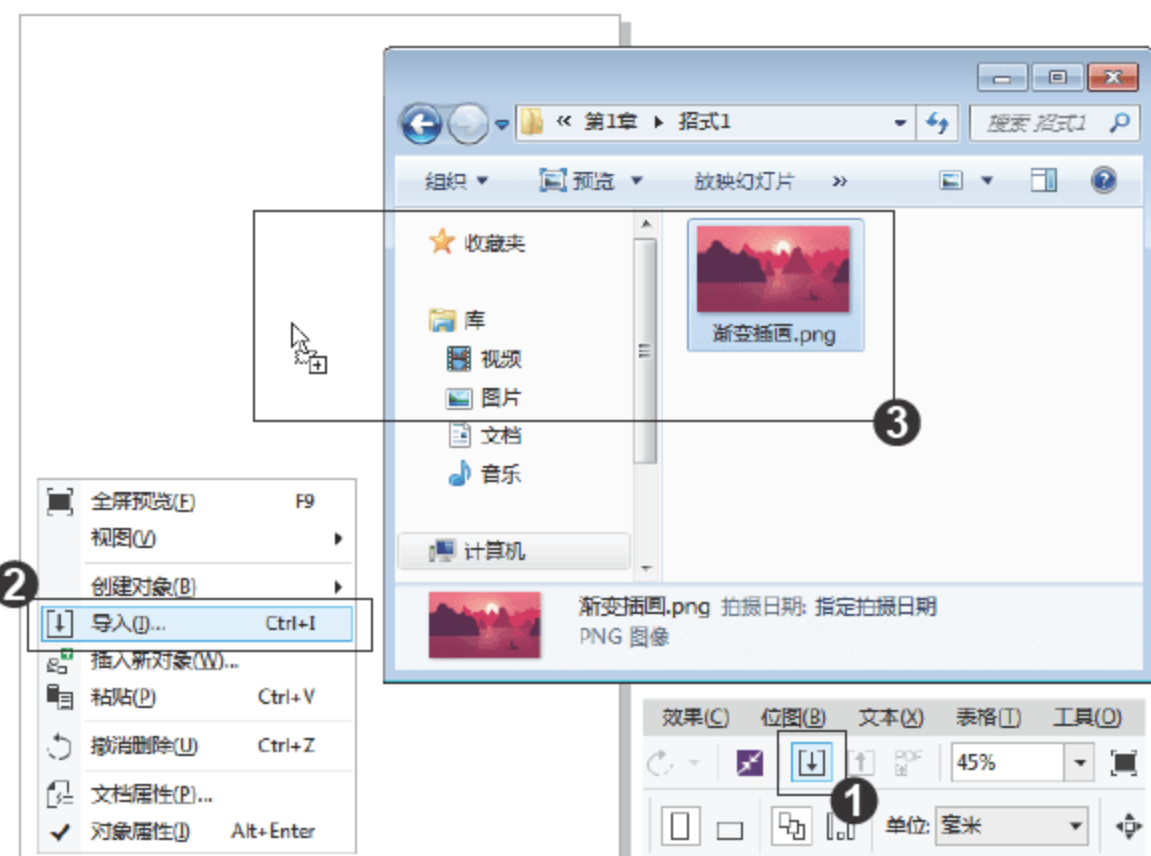 « 第1章 ▸ 招式1
搜索 招式1
组织 预览 放映幻灯片 »
收藏夹
库
视频
图片
文档
音乐
计算机
渐变插画.png
3
渐变插画.png 拍摄日期: 指定拍摄日期
PNG 图像
全屏预览(F) F9
视图(V)
创建对象(B)
2
导入(I)... Ctrl+I
插入新对象(W)...
粘贴(P) Ctrl+V
撤消删除(U) Ctrl+Z
文档属性(P)...
对象属性(I) Alt+Enter
效果(C) 位图(B) 文本(X) 表格(T) 工具(O)
PDF 45%
1
单位: 毫米